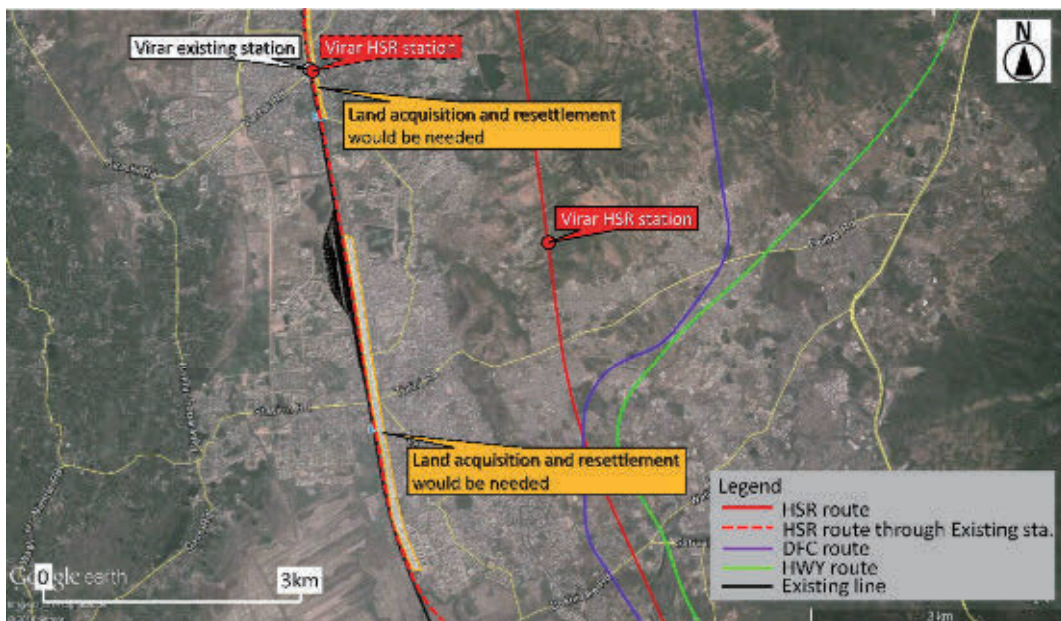 N
Virar existing station
Virar HSR station
Land acquisition and resettlement
would be needed
Virar HSR station
Land acquisition and resettlement
would be needed
Legend
HSR route
HSR route through Existing sta.
DFC route
HWY route
Existing line
0
3km
Google earth
3 km